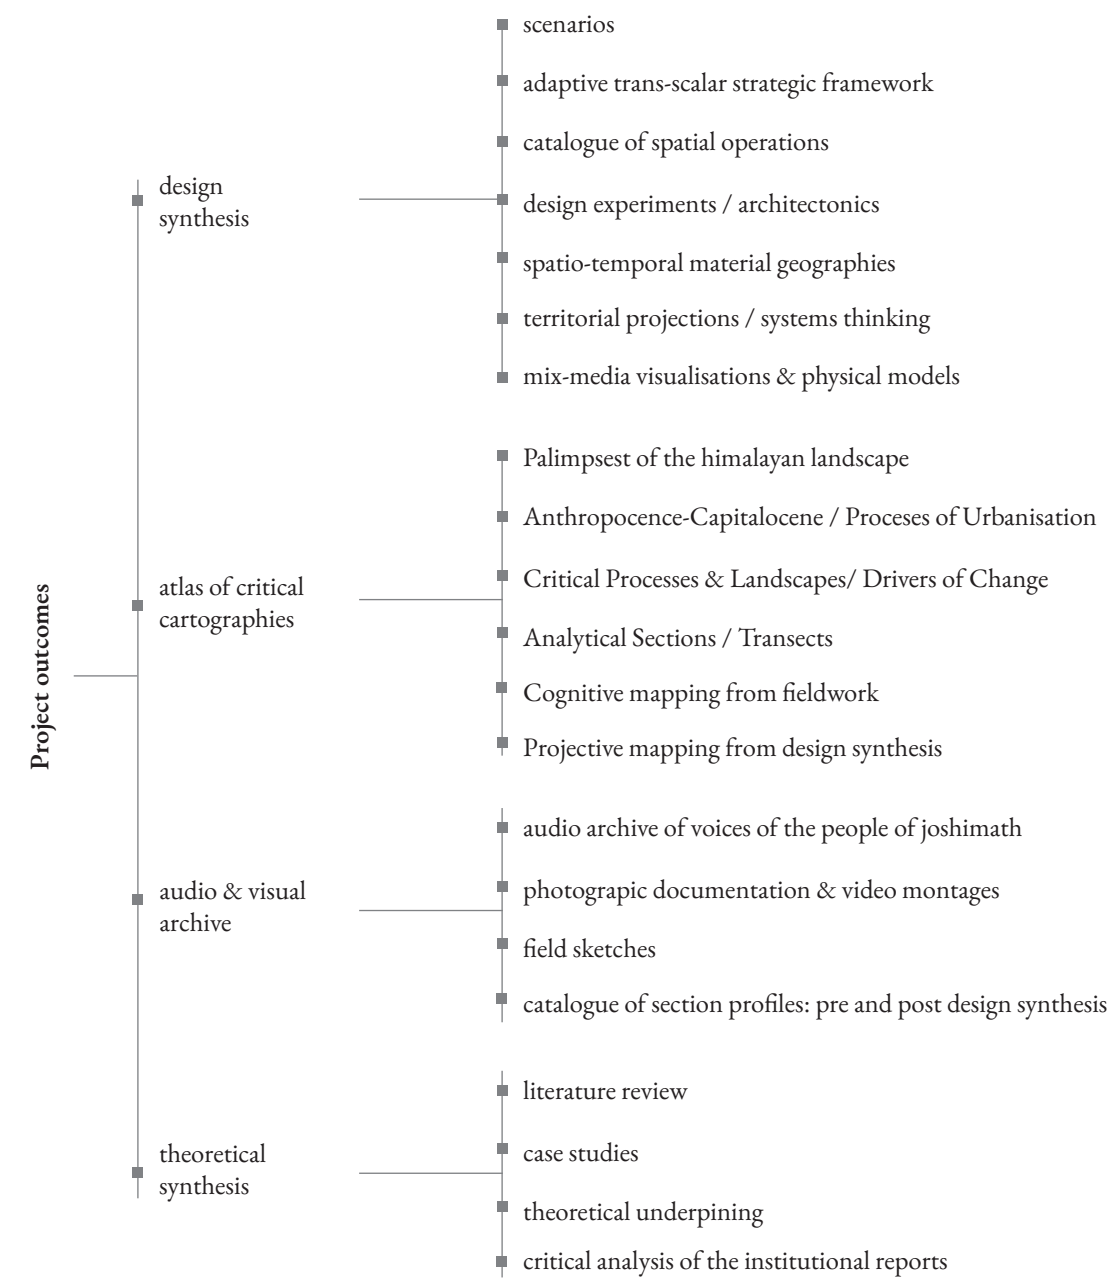 Project outcomes
design
synthesis
scenarios
adaptive trans-scalar strategic framework
catalogue of spatial operations
design experiments / architectonics
spatio-temporal material geographies
territorial projections / systems thinking
mix-media visualisations & physical models
atlas of critical
cartographies
Palimpsest of the himalayan landscape
Anthropocence-Capitalocene / Proceses of Urbanisation
Critical Processes & Landscapes/ Drivers of Change
Analytical Sections / Transects
Cognitive mapping from fieldwork
Projective mapping from design synthesis
audio & visual
archive
audio archive of voices of the people of joshimath
photograpic documentation & video montages
field sketches
catalogue of section profiles: pre and post design synthesis
theoretical
synthesis
literature review
case studies
theoretical underpining
critical analysis of the institutional reports